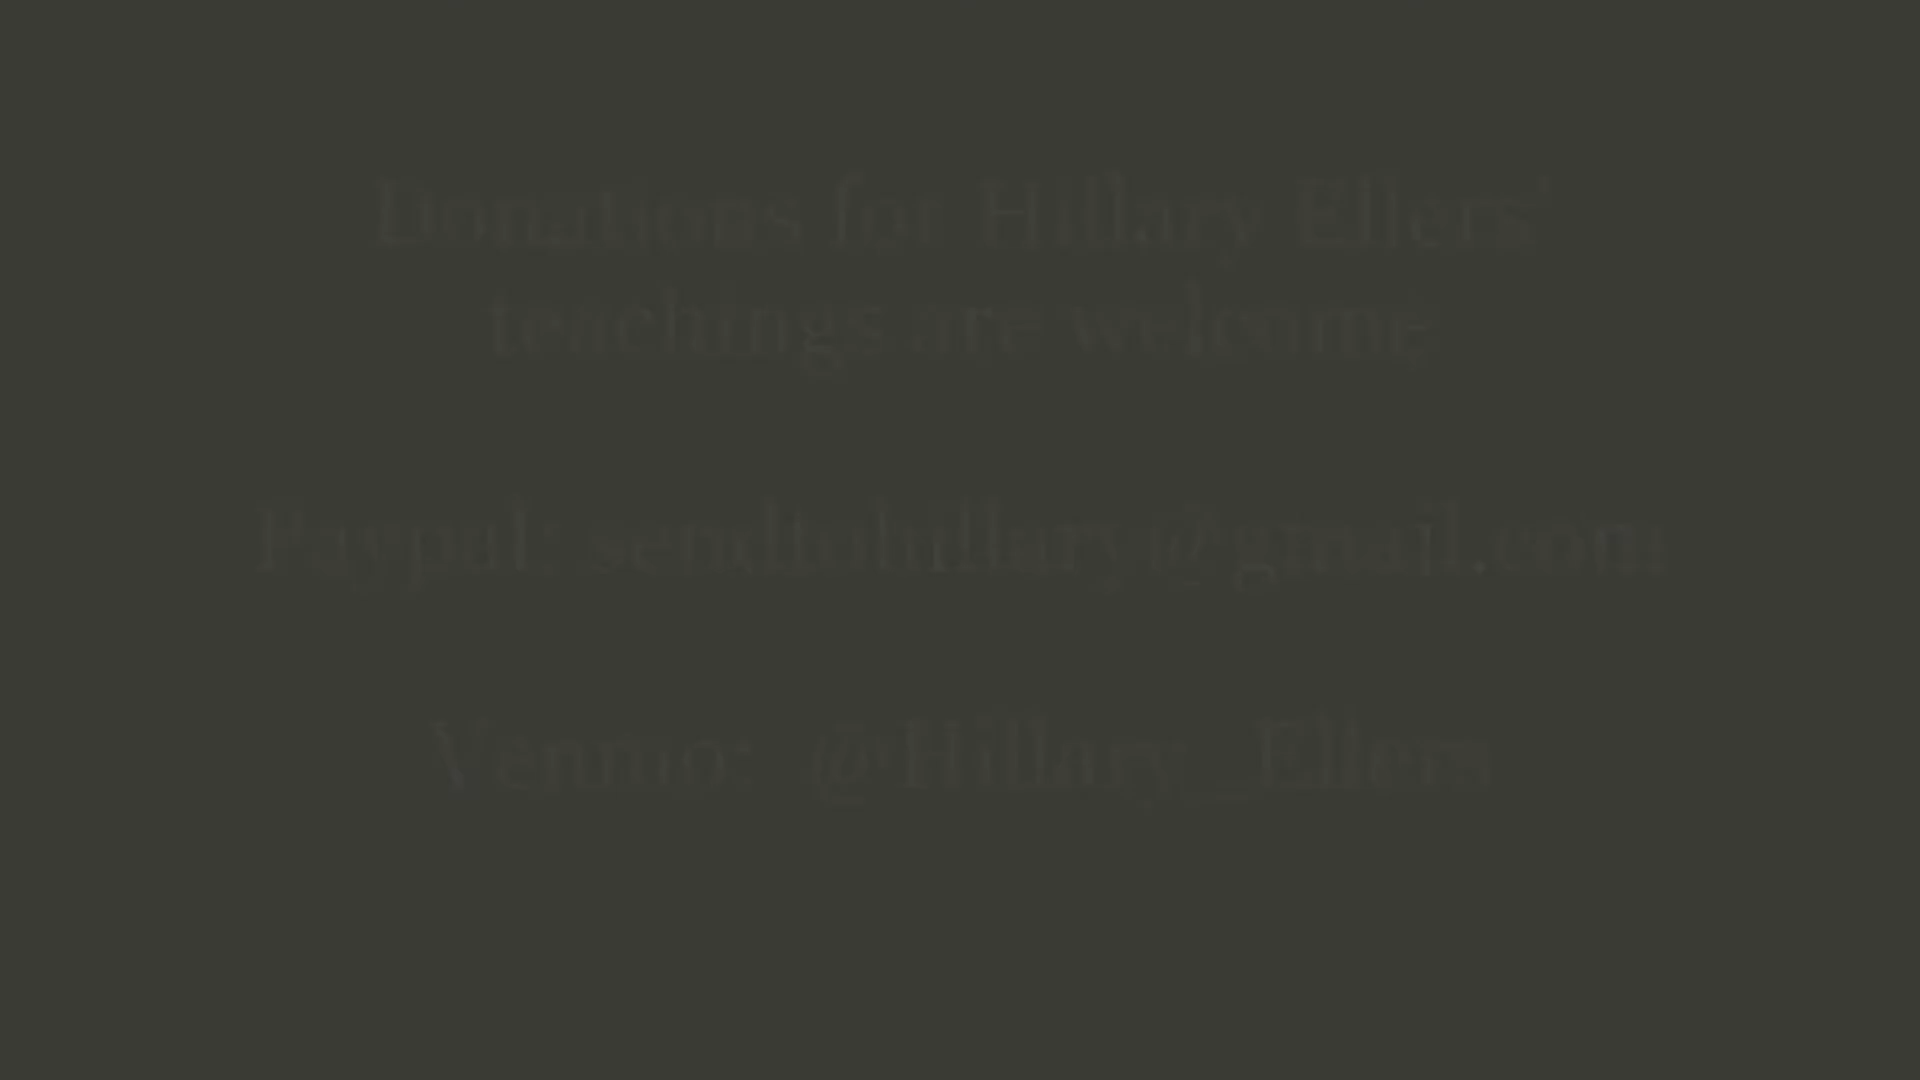 Donations for Hillary Ellers'
teachings are welcome
Paypal: sendtohillary@gmail.com
Venmo: @Hillary_Ellers